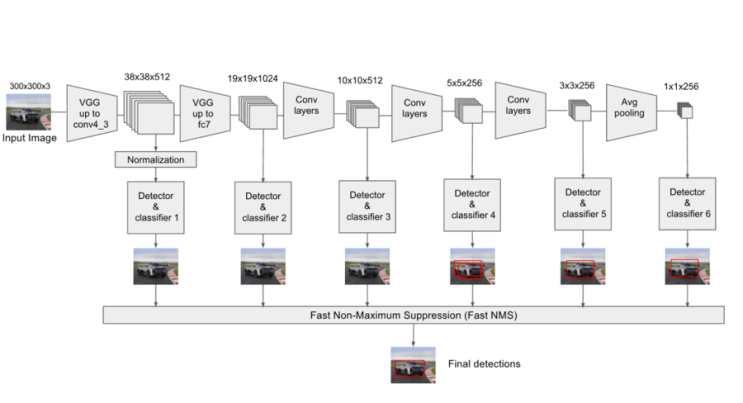 300x300x3
38x38x512
19x19x1024
10x10x512
5x5x256
3x3x256
1x1x256
Input Image
VGG
up to
conv4_3
VGG
up to
fc7
Conv
layers
Conv
layers
Conv
layers
Avg
pooling
Normalization
Detector
&
classifier 1
Detector
&
classifier 2
Detector
&
classifier 3
Detector
&
classifier 4
Detector
&
classifier 5
Detector
&
classifier 6
Fast Non-Maximum Suppression (Fast NMS)
Final detections